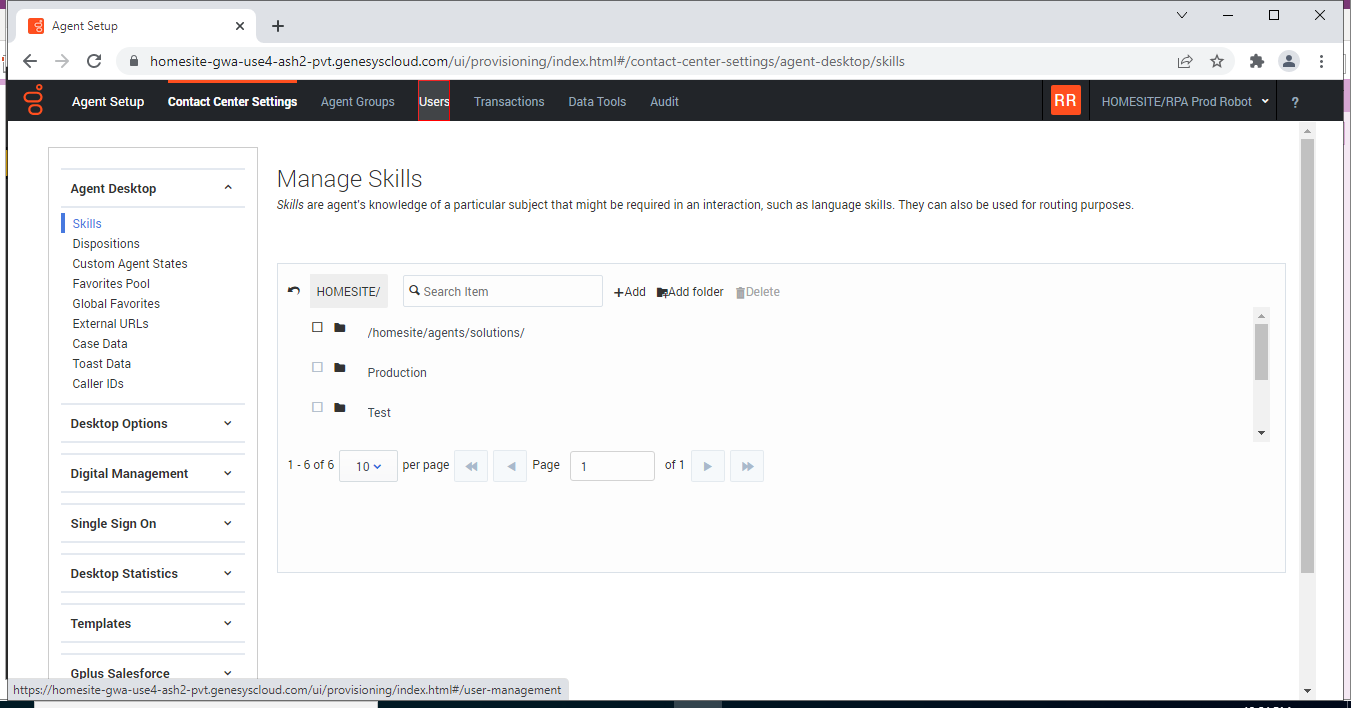 Agent Setup
homesite-gwa-use4-ash2-pvt.genesyscloud.com/ui/provisioning/index.html#/contact-center-settings/agent-desktop/skills
Agent Setup Contact Center Settings Agent Groups Users Transactions Data Tools Audit RR HOMESITE/RPA Prod Robot ?
Agent Desktop
Skills
Dispositions
Custom Agent States
Favorites Pool
Global Favorites
External URLs
Case Data
Toast Data
Caller IDs
Desktop Options
Digital Management
Single Sign On
Desktop Statistics
Templates
Gplus Salesforce
Manage Skills
Skills are agent's knowledge of a particular subject that might be required in an interaction, such as language skills. They can also be used for routing purposes.
HOMESITE/ Search Item +Add Add folder Delete
/homesite/agents/solutions/
Production
Test
1 - 6 of 6 10 per page Page 1 of 1
https://homesite-gwa-use4-ash2-pvt.genesyscloud.com/ui/provisioning/index.html#/user-management